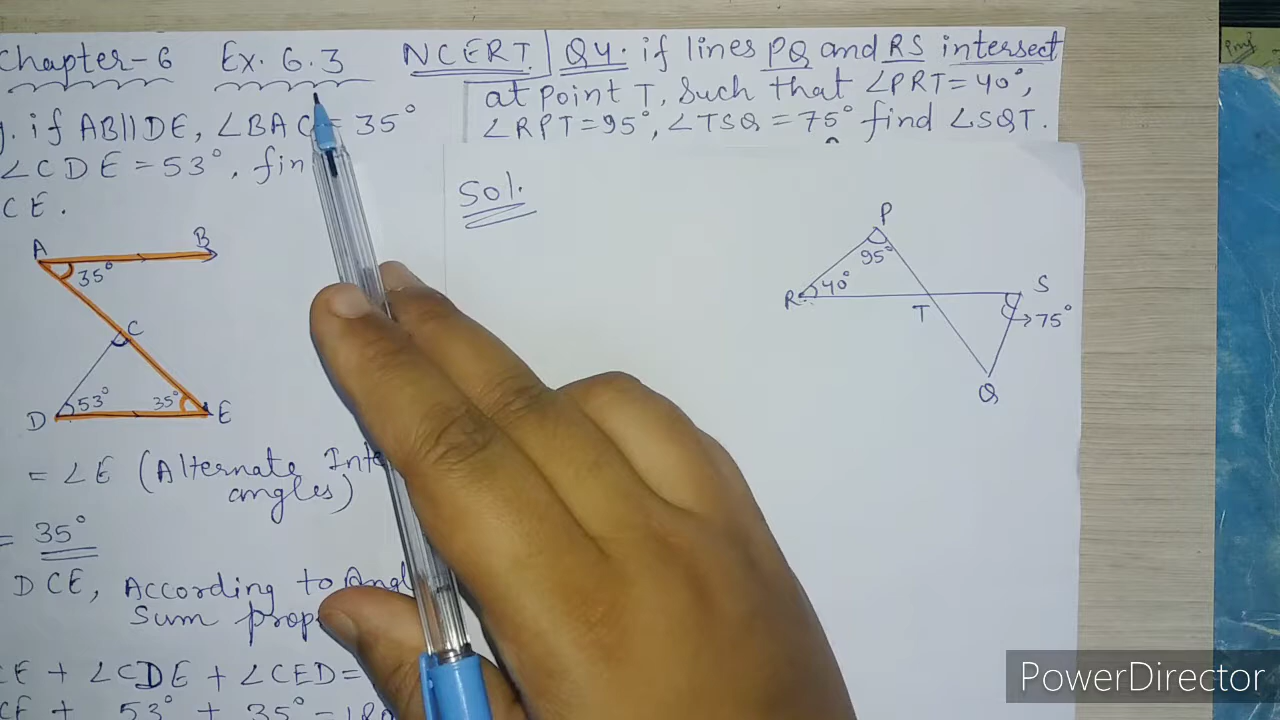 Chapter-6 Ex. 6.3 NCERT
if AB||DE, ∠BAC = 35°
∠CDE = 53°, fin
CE.
A B
35°
C
D 53° 35° E
= ∠E (Alternate Inte
angles)
= 35°
DCE, According to Angl
Sum prop
CE + ∠CDE + ∠CED =
CE + 53° + 35° =
Q4. if lines PQ and RS intersect
at point T, Such that ∠PRT = 40°,
∠RPT = 95°, ∠TSQ = 75° find ∠SQT.
Sol.
P
95°
R 40° S
T 75°
Q
PowerDirector